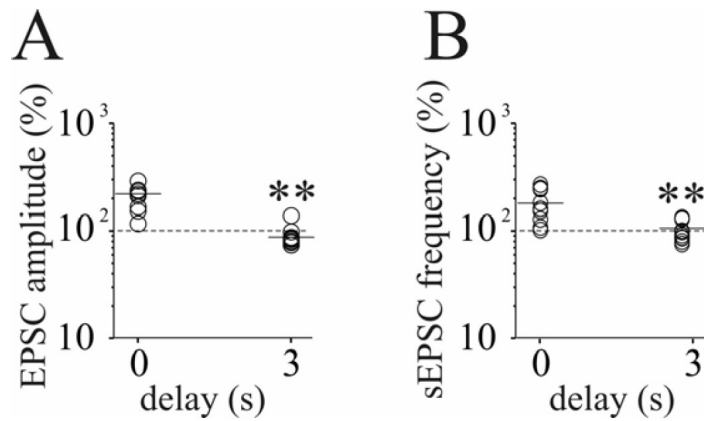 A
EPSC amplitude (%)
10³
10²
10
**
0 3
delay (s)
B
sEPSC frequency (%)
10³
10²
10
**
0 3
delay (s)